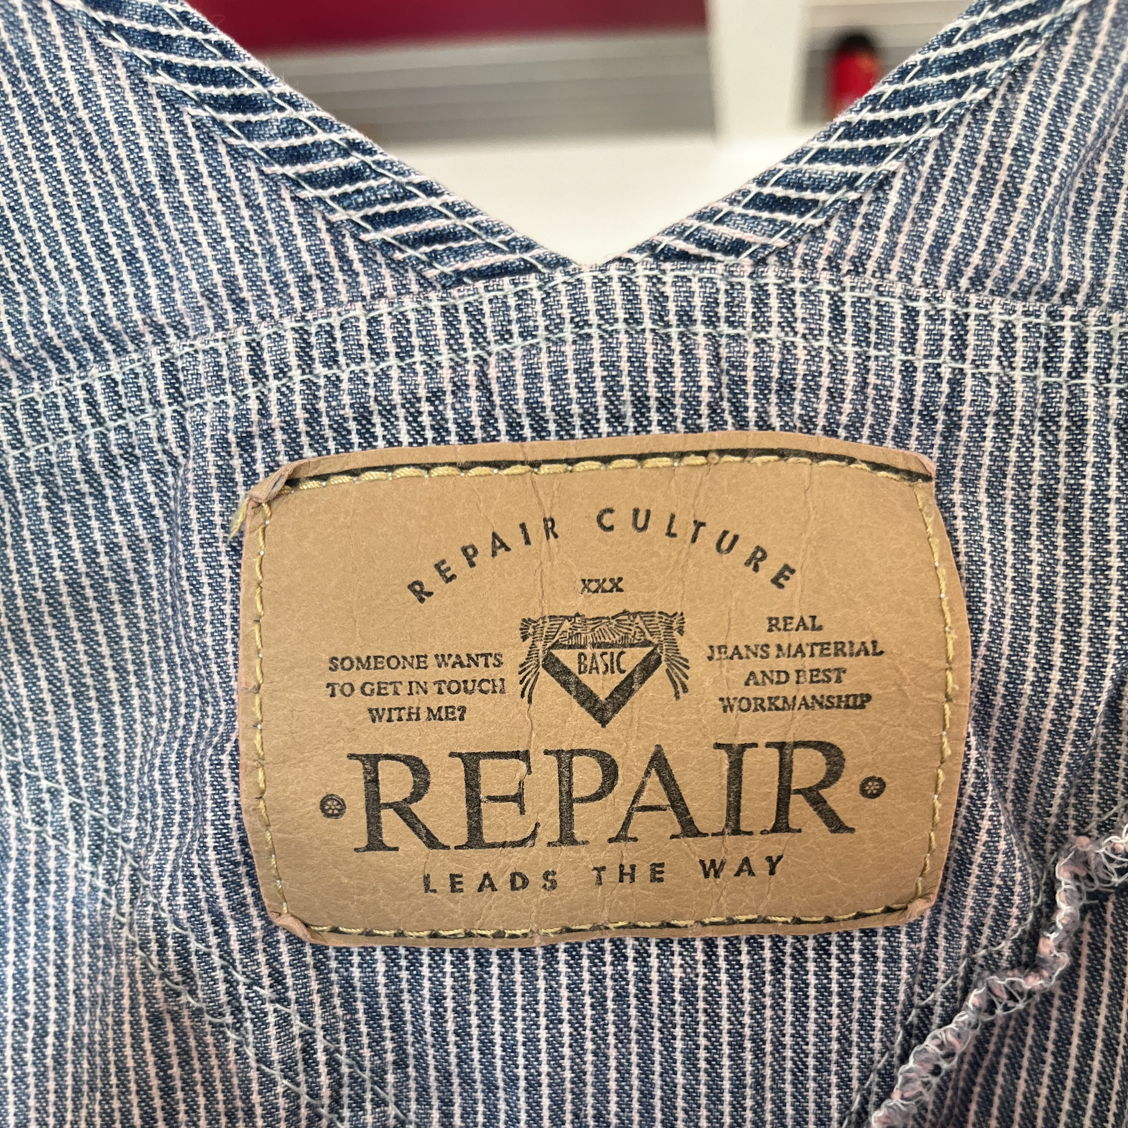 REPAIR CULTURE
XXX
BASIC
SOMEONE WANTS
TO GET IN TOUCH
WITH ME?
REAL
JEANS MATERIAL
AND BEST
WORKMANSHIP
REPAIR
LEADS THE WAY